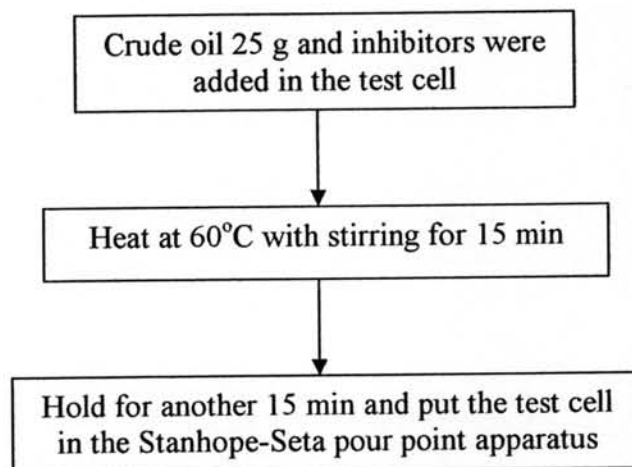 Crude oil 25 g and inhibitors were
added in the test cell
Heat at 60°C with stirring for 15 min
Hold for another 15 min and put the test cell
in the Stanhope-Seta pour point apparatus